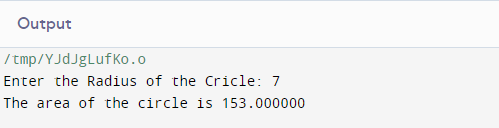 Output
/tmp/YJdJgLufKo.o
Enter the Radius of the Cricle: 7
The area of the circle is 153.000000